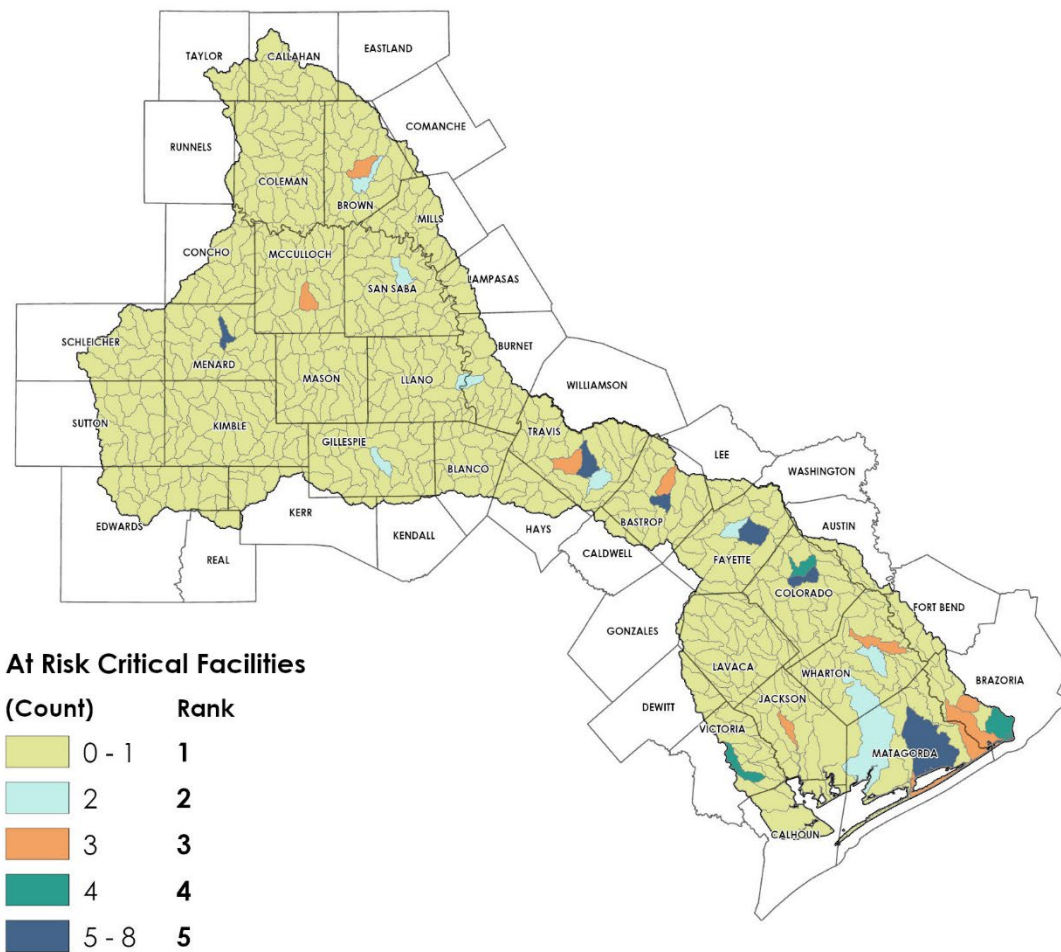 TAYLOR
CALLAHAN
EASTLAND
COMANCHE
RUNNELS
COLEMAN
BROWN
MILLS
CONCHO
MCCULLOCH
SAN SABA
LAMPASAS
SCHLEICHER
MENARD
MASON
LLANO
BURNET
WILLIAMSON
SUTTON
KIMBLE
GILLESPIE
BLANCO
TRAVIS
LEE
WASHINGTON
EDWARDS
REAL
KERR
KENDALL
HAYS
BASTROP
CALDWELL
FAYETTE
AUSTIN
COLORADO
GONZALES
FORT BEND
LAVACA
WHARTON
BRAZORIA
DEWITT
JACKSON
VICTORIA
MATAGORDA
CALHOUN
At Risk Critical Facilities
(Count) Rank
0 - 1 1
2 2
3 3
4 4
5 - 8 5